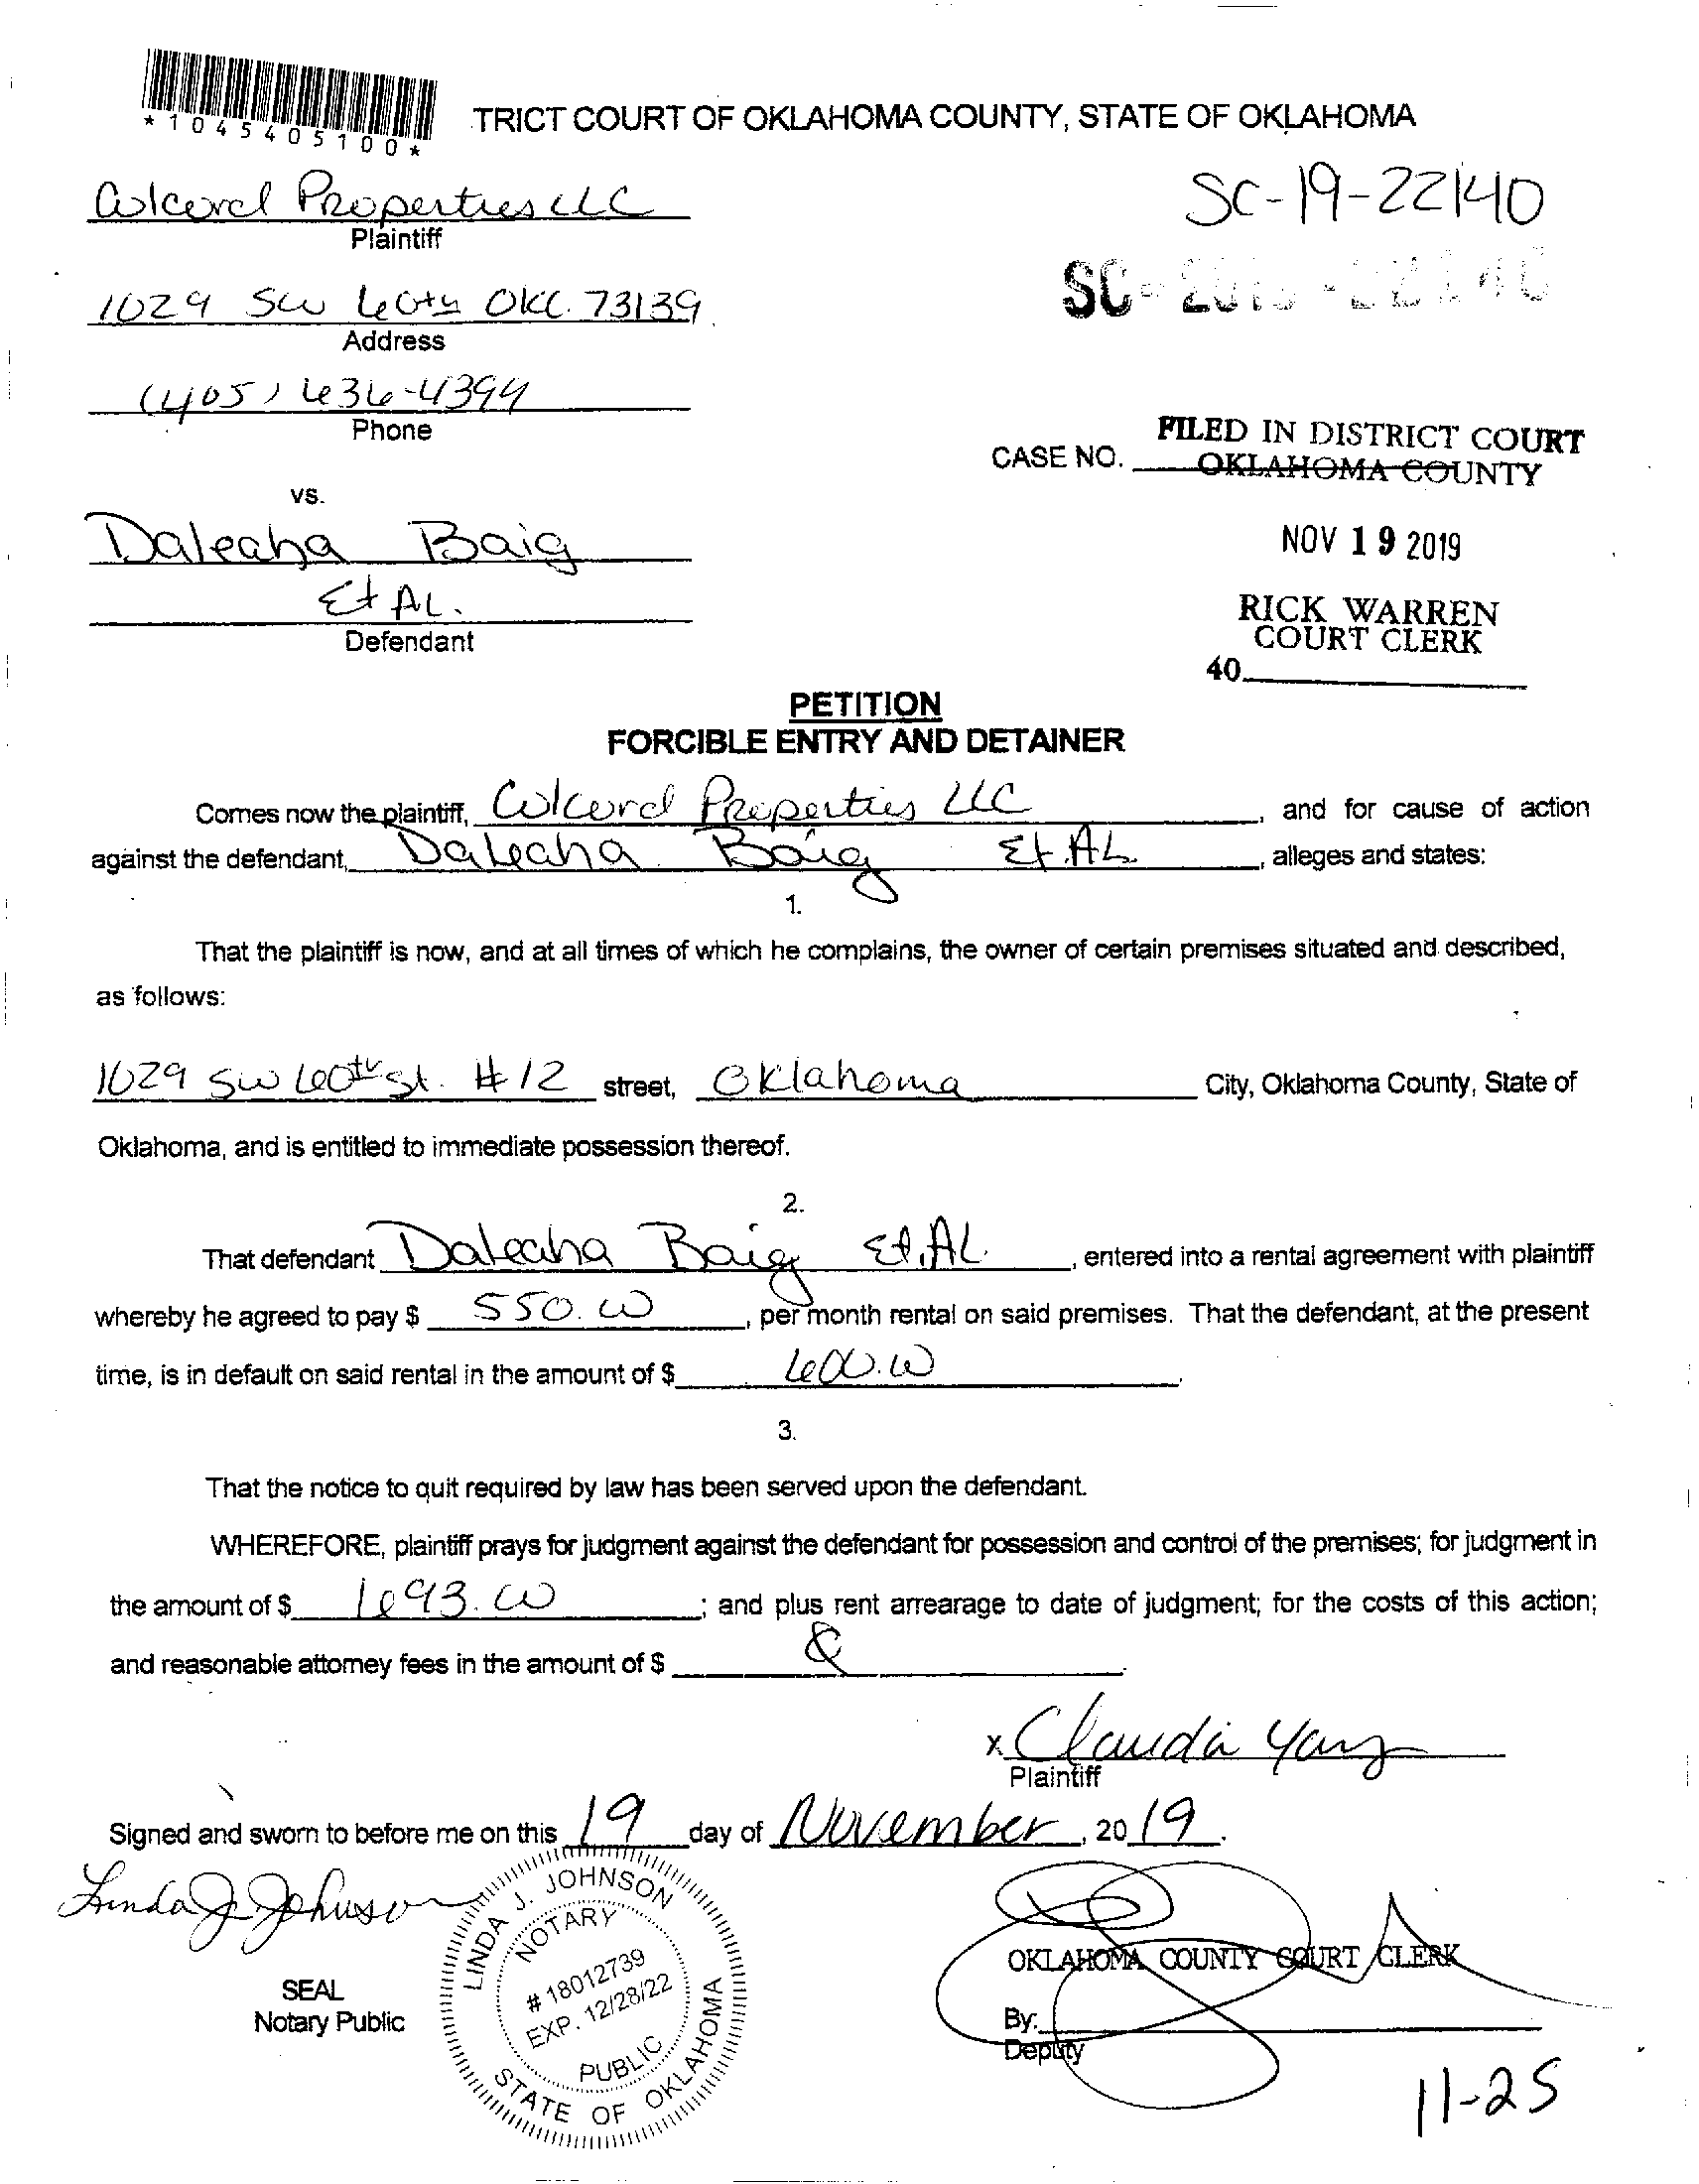 *1045405100*
TRICT COURT OF OKLAHOMA COUNTY, STATE OF OKLAHOMA
Colcord Properties LLC
Plaintiff
SC-19-22140
SC-
1029 SW 60th OKC. 73139
Address
(405) 636-4394
Phone
FILED IN DISTRICT COURT
CASE NO. OKLAHOMA COUNTY
vs.
Daleaha Baig
NOV 19 2019
Et AL.
Defendant
RICK WARREN
COURT CLERK
40
PETITION
FORCIBLE ENTRY AND DETAINER
Comes now the plaintiff, Colcord Properties LLC, and for cause of action
against the defendant, Daleaha Baig Et.AL, alleges and states:
1.
That the plaintiff is now, and at all times of which he complains, the owner of certain premises situated and described,
as follows:
1029 SW 60th St. #12 street, Oklahoma City, Oklahoma County, State of
Oklahoma, and is entitled to immediate possession thereof.
2.
That defendant Daleaha Baig Et.AL., entered into a rental agreement with plaintiff
whereby he agreed to pay $ 550.00, per month rental on said premises. That the defendant, at the present
time, is in default on said rental in the amount of $ 600.00.
3.
That the notice to quit required by law has been served upon the defendant.
WHEREFORE, plaintiff prays for judgment against the defendant for possession and control of the premises; for judgment in
the amount of $ 693.00; and plus rent arrearage to date of judgment; for the costs of this action;
and reasonable attorney fees in the amount of $
x Claudia Yanz
Plaintiff
Signed and sworn to before me on this 19 day of November, 2019.
Linda J Johnson
LINDA J. JOHNSON
NOTARY
# 18012739
EXP. 12/28/22
PUBLIC
STATE OF OKLAHOMA
SEAL
Notary Public
OKLAHOMA COUNTY COURT CLERK
By:
Deputy
11-25